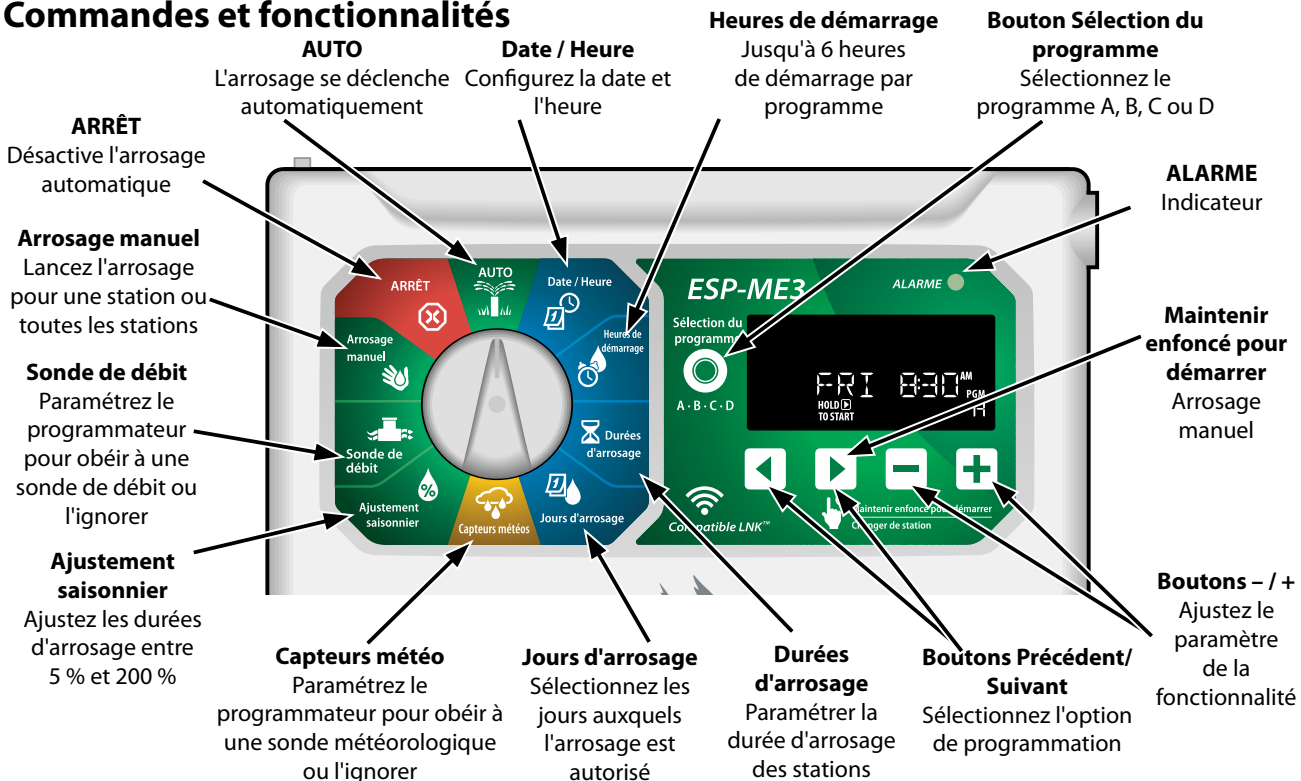 Commandes et fonctionnalités
AUTO
L'arrosage se déclenche
automatiquement
Date / Heure
Configurez la date et
l'heure
Heures de démarrage
Jusqu'à 6 heures
de démarrage par
programme
Bouton Sélection du
programme
Sélectionnez le
programme A, B, C ou D
ARRÊT
Désactive l'arrosage
automatique
ALARME
Indicateur
Arrosage manuel
Lancez l'arrosage
pour une station ou
toutes les stations
Sonde de débit
Paramétrez le
programmateur
pour obéir à une
sonde de débit ou
l'ignorer
Ajustement
saisonnier
Ajustez les durées
d'arrosage entre
5 % et 200 %
ARRÊT
AUTO
Date / Heure
1
Heures de
démarrage
Durées
d'arrosage
1
Jours d'arrosage
Capteurs météos
%
Ajustement
saisonnier
Sonde de
débit
Arrosage
manuel
ESP-ME3
ALARME
Sélection du
programme
A · B · C · D
FRI 8:30 AM
HOLD
TO START
PGM
A
Compatible LNK™
Maintenir enfoncé pour démarrer
Changer de station
Maintenir
enfoncé pour
démarrer
Arrosage
manuel
Boutons – / +
Ajustez le
paramètre
de la
fonctionnalité
Capteurs météo
Paramétrez le
programmateur pour obéir à
une sonde météorologique
ou l'ignorer
Jours d'arrosage
Sélectionnez les
jours auxquels
l'arrosage est
autorisé
Durées
d'arrosage
Paramétrer la
durée d'arrosage
des stations
Boutons Précédent/
Suivant
Sélectionnez l'option
de programmation